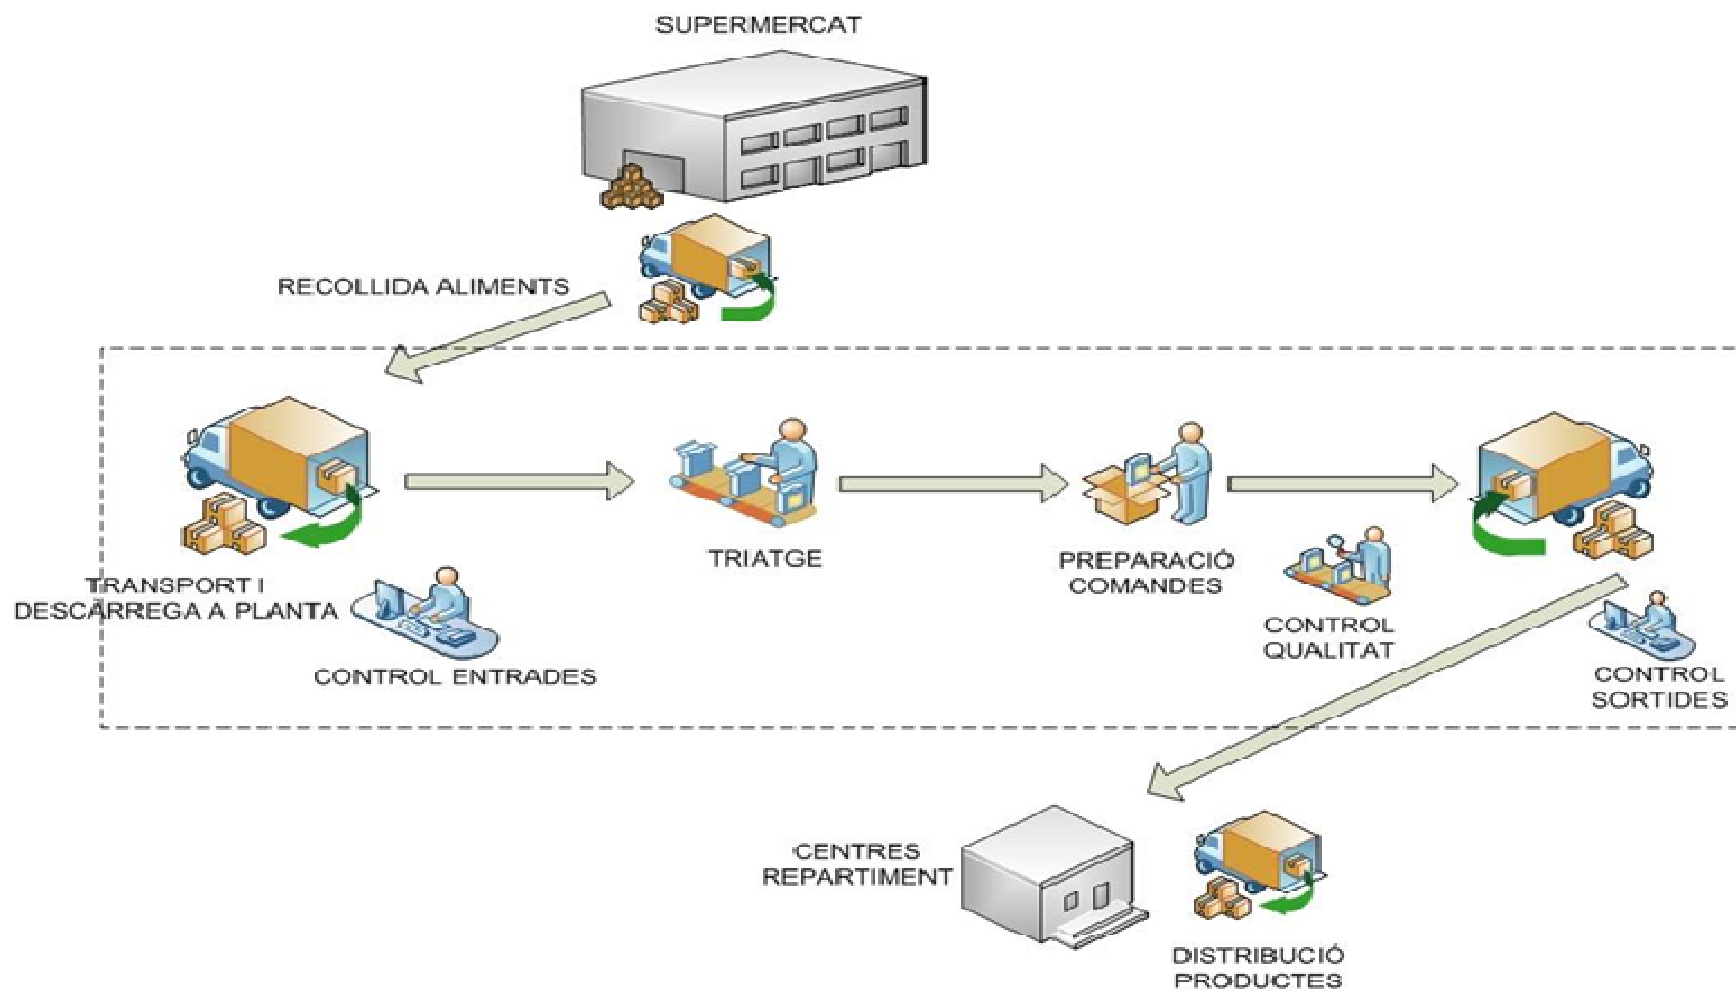 SUPERMERCAT
RECOLLIDA ALIMENTS
TRANSPORT I
DESCÀRREGA A PLANTA
CONTROL ENTRADES
TRIATGE
PREPARACIÓ
COMANDES
CONTROL
QUALITAT
CONTROL
SORTIDES
CENTRES
REPARTIMENT
DISTRIBUCIÓ
PRODUCTES